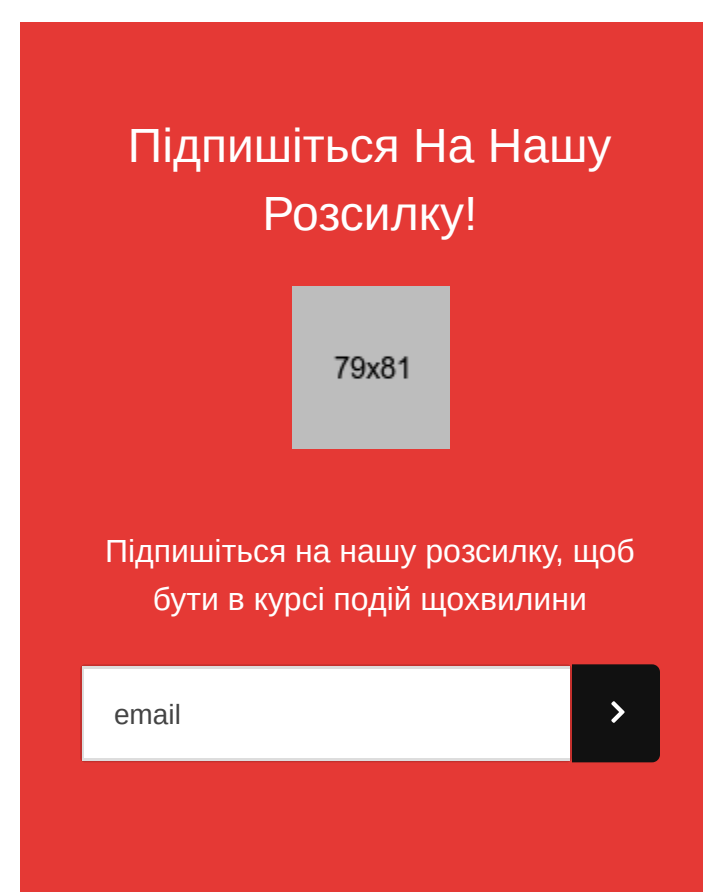 Підпишіться На Нашу
Розсилку!
79x81
Підпишіться на нашу розсилку, щоб
бути в курсі подій щохвилини
email